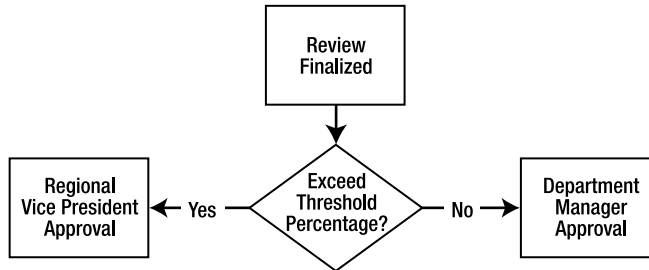 Review
Finalized
Exceed
Threshold
Percentage?
Yes
No
Regional
Vice President
Approval
Department
Manager
Approval